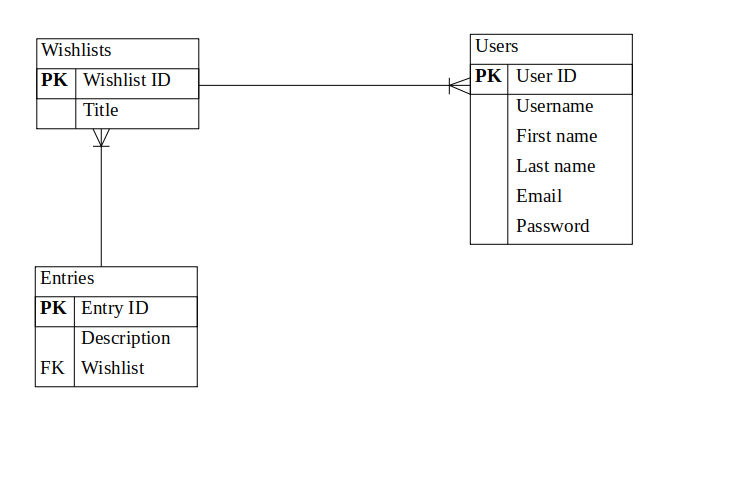 Wishlists
PK Wishlist ID
Title
Users
PK User ID
Username
First name
Last name
Email
Password
Entries
PK Entry ID
Description
FK Wishlist